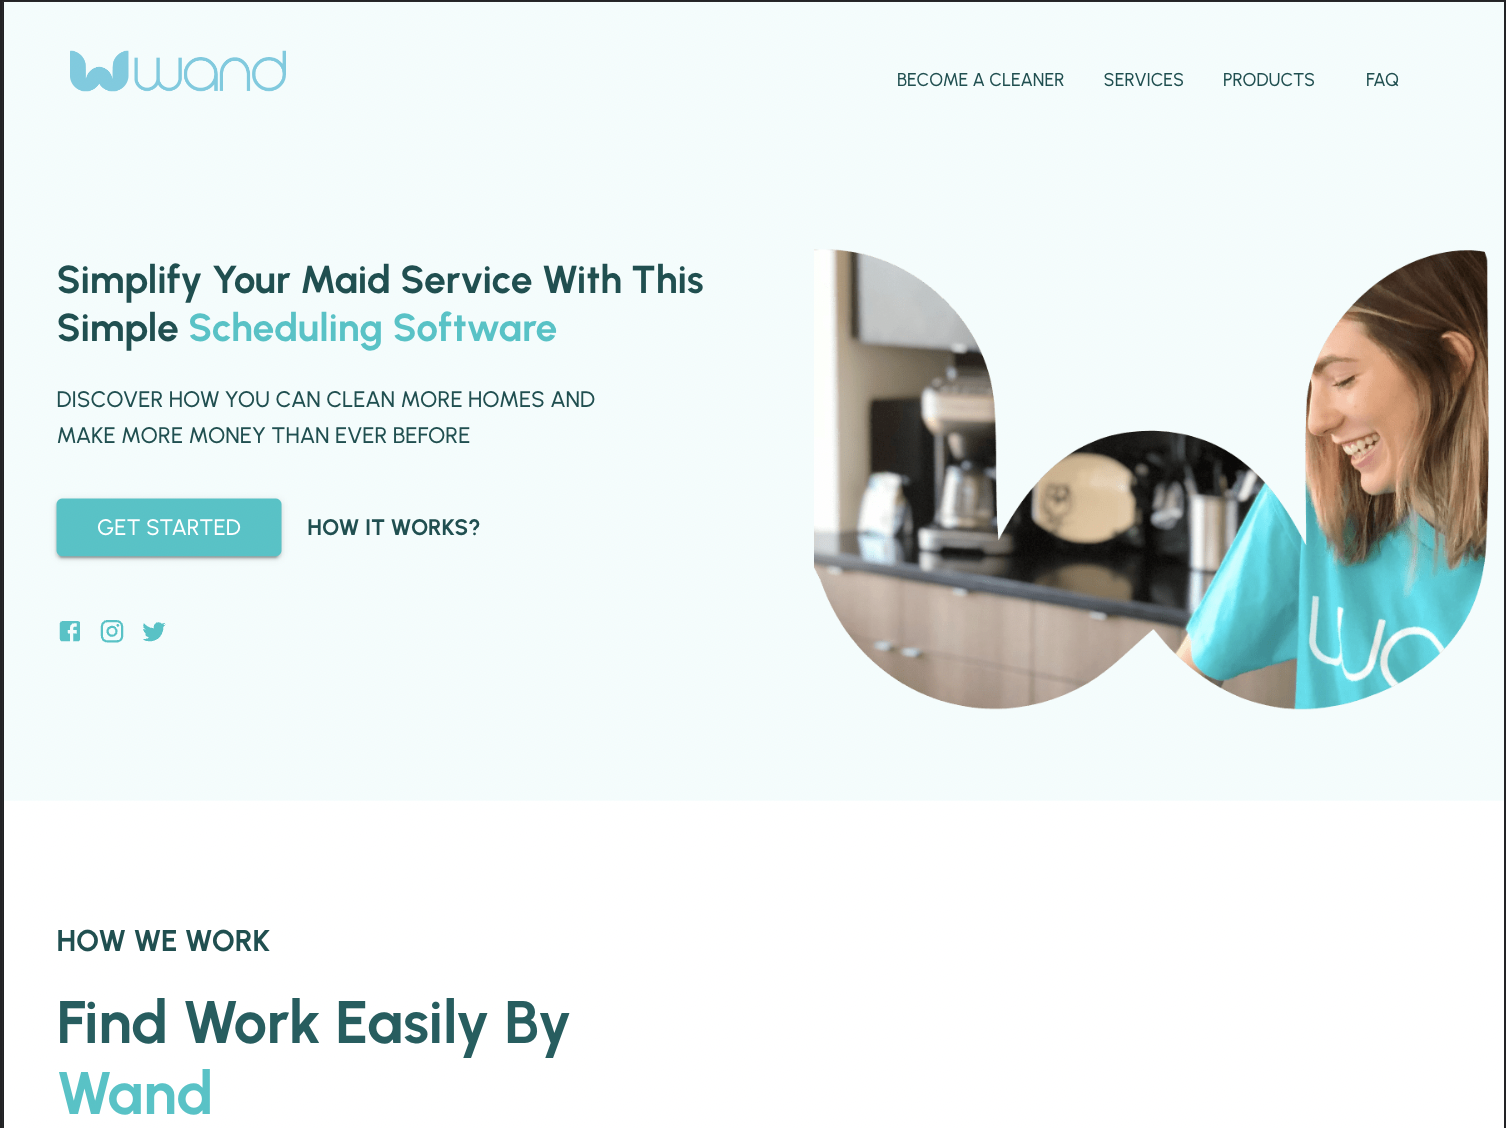 wand
BECOME A CLEANER SERVICES PRODUCTS FAQ
Simplify Your Maid Service With This
Simple Scheduling Software
DISCOVER HOW YOU CAN CLEAN MORE HOMES AND
MAKE MORE MONEY THAN EVER BEFORE
GET STARTED HOW IT WORKS?
wa
HOW WE WORK
Find Work Easily By
Wand